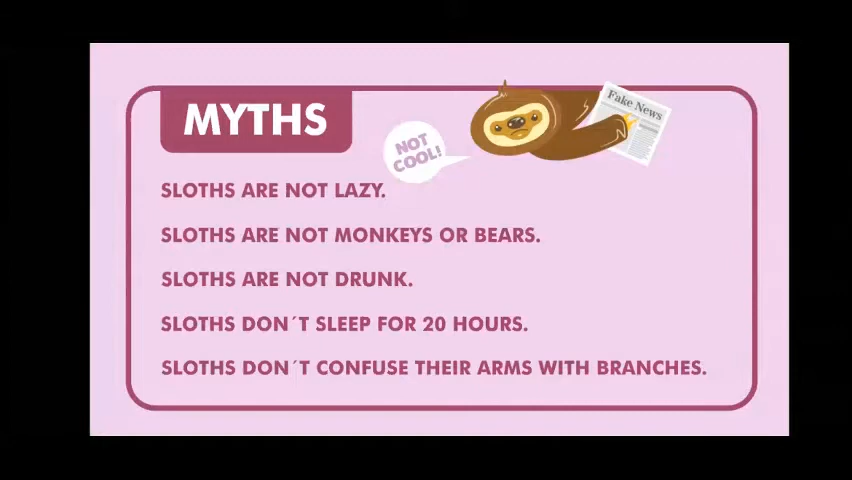 MYTHS
Fake News
NOT
COOL!
SLOTHS ARE NOT LAZY.
SLOTHS ARE NOT MONKEYS OR BEARS.
SLOTHS ARE NOT DRUNK.
SLOTHS DON´T SLEEP FOR 20 HOURS.
SLOTHS DON´T CONFUSE THEIR ARMS WITH BRANCHES.